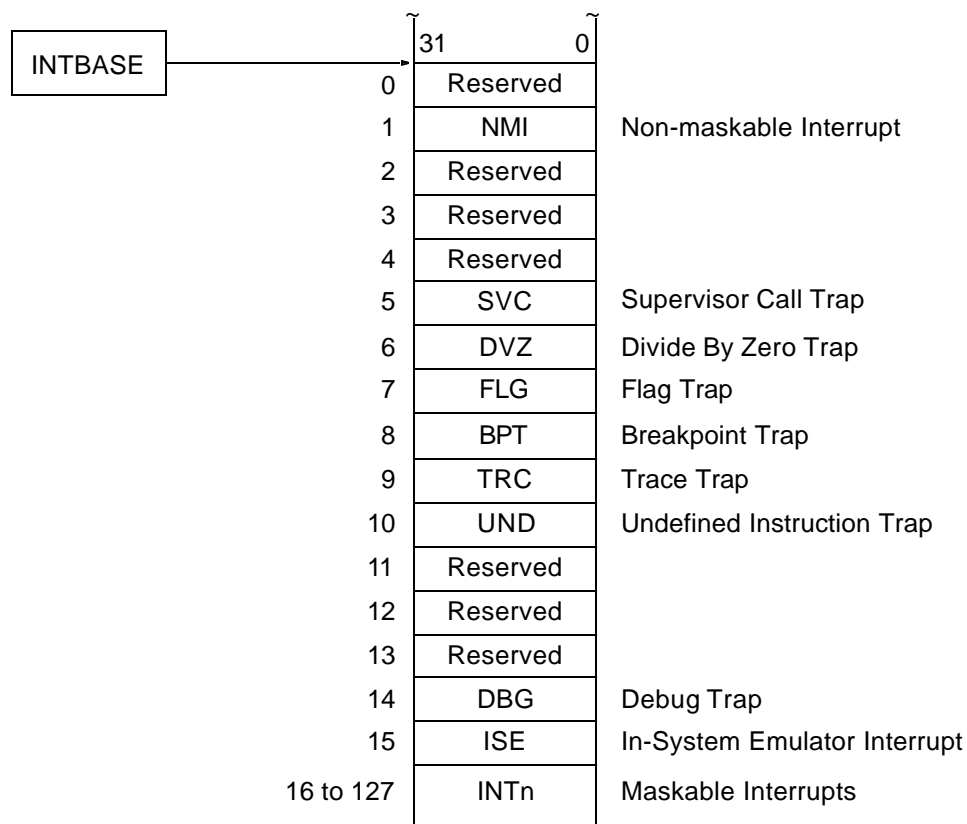 31 0
INTBASE
0 Reserved
1 NMI Non-maskable Interrupt
2 Reserved
3 Reserved
4 Reserved
5 SVC Supervisor Call Trap
6 DVZ Divide By Zero Trap
7 FLG Flag Trap
8 BPT Breakpoint Trap
9 TRC Trace Trap
10 UND Undefined Instruction Trap
11 Reserved
12 Reserved
13 Reserved
14 DBG Debug Trap
15 ISE In-System Emulator Interrupt
16 to 127 INTn Maskable Interrupts